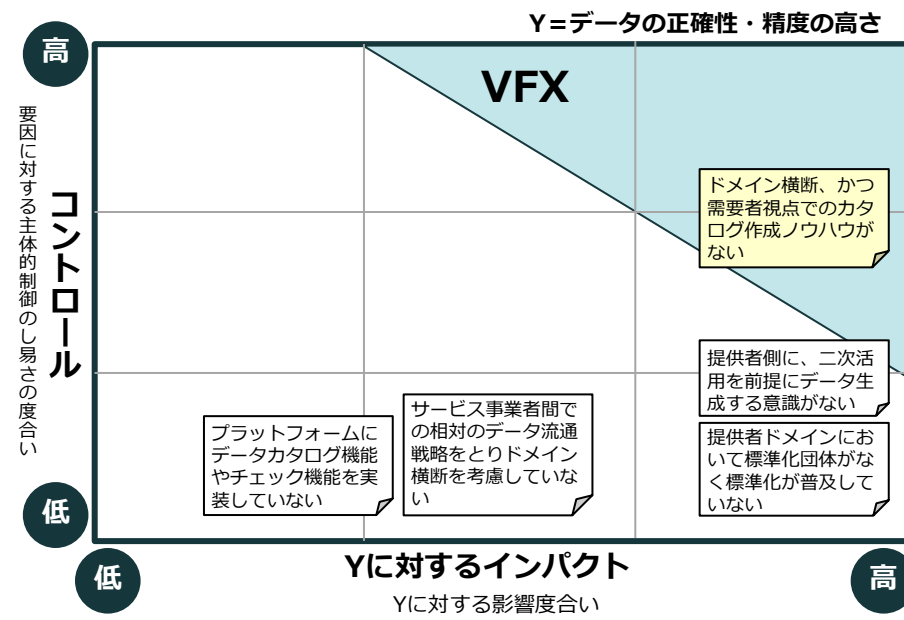 Y=データの正確性・精度の高さ
高
VFX
要因に対する主体的制御のし易さの度合い
コントロール
ドメイン横断、かつ
需要者視点でのカタ
ログ作成ノウハウが
ない
提供者側に、二次活
用を前提にデータ生
成する意識がない
サービス事業者間で
の相対のデータ流通
戦略をとりドメイン
横断を考慮していな
い
プラットフォームに
データカタログ機能
やチェック機能を実
装していない
提供者ドメインにお
いて標準化団体がな
く標準化が普及して
いない
低
低
Yに対するインパクト
高
Yに対する影響度合い